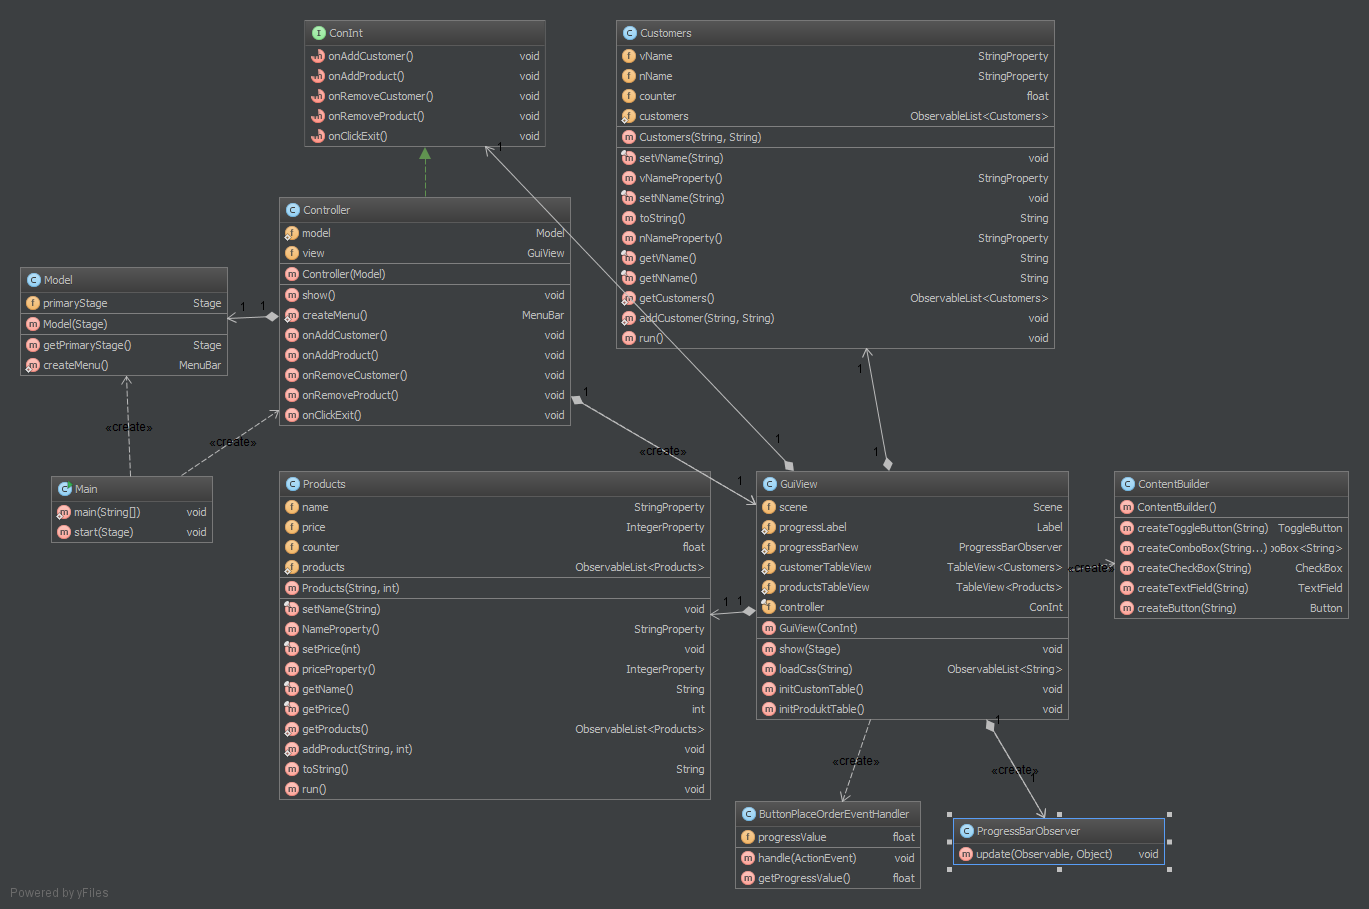 ConInt
onAddCustomer() void
onAddProduct() void
onRemoveCustomer() void
onRemoveProduct() void
onClickExit() void
1
Customers
vName StringProperty
nName StringProperty
counter float
customers ObservableList<Customers>
Customers(String, String)
setVName(String) void
vNameProperty() StringProperty
setNName(String) void
toString() String
nNameProperty() StringProperty
getVName() String
getNName() String
getCustomers() ObservableList<Customers>
addCustomer(String, String) void
run() void
Controller
model Model
view GuiView
Controller(Model)
show() void
createMenu() MenuBar
onAddCustomer() void
onAddProduct() void
onRemoveCustomer() void
onRemoveProduct() void
onClickExit() void
Model
primaryStage Stage
Model(Stage)
getPrimaryStage() Stage
createMenu() MenuBar
1 1
1
1
1
1
«create»
«create»
«create»
1
Main
main(String[]) void
start(Stage) void
Products
name StringProperty
price IntegerProperty
counter float
products ObservableList<Products>
Products(String, int)
setName(String) void
NameProperty() StringProperty
setPrice(int) void
priceProperty() IntegerProperty
getName() String
getPrice() int
getProducts() ObservableList<Products>
addProduct(String, int) void
toString() String
run() void
1 1
GuiView
scene Scene
progressLabel Label
progressBarNew ProgressBarObserver
customerTableView TableView<Customers>
productsTableView TableView<Products>
controller ConInt
GuiView(ConInt)
show(Stage) void
loadCss(String) ObservableList<String>
initCustomTable() void
initProduktTable() void
«create»
ContentBuilder
ContentBuilder()
createToggleButton(String) ToggleButton
createComboBox(String...) ɔoBox<String>
createCheckBox(String) CheckBox
createTextField(String) TextField
createButton(String) Button
1
«create»
«create»
1
ButtonPlaceOrderEventHandler
progressValue float
handle(ActionEvent) void
getProgressValue() float
ProgressBarObserver
update(Observable, Object) void
Powered by yFiles